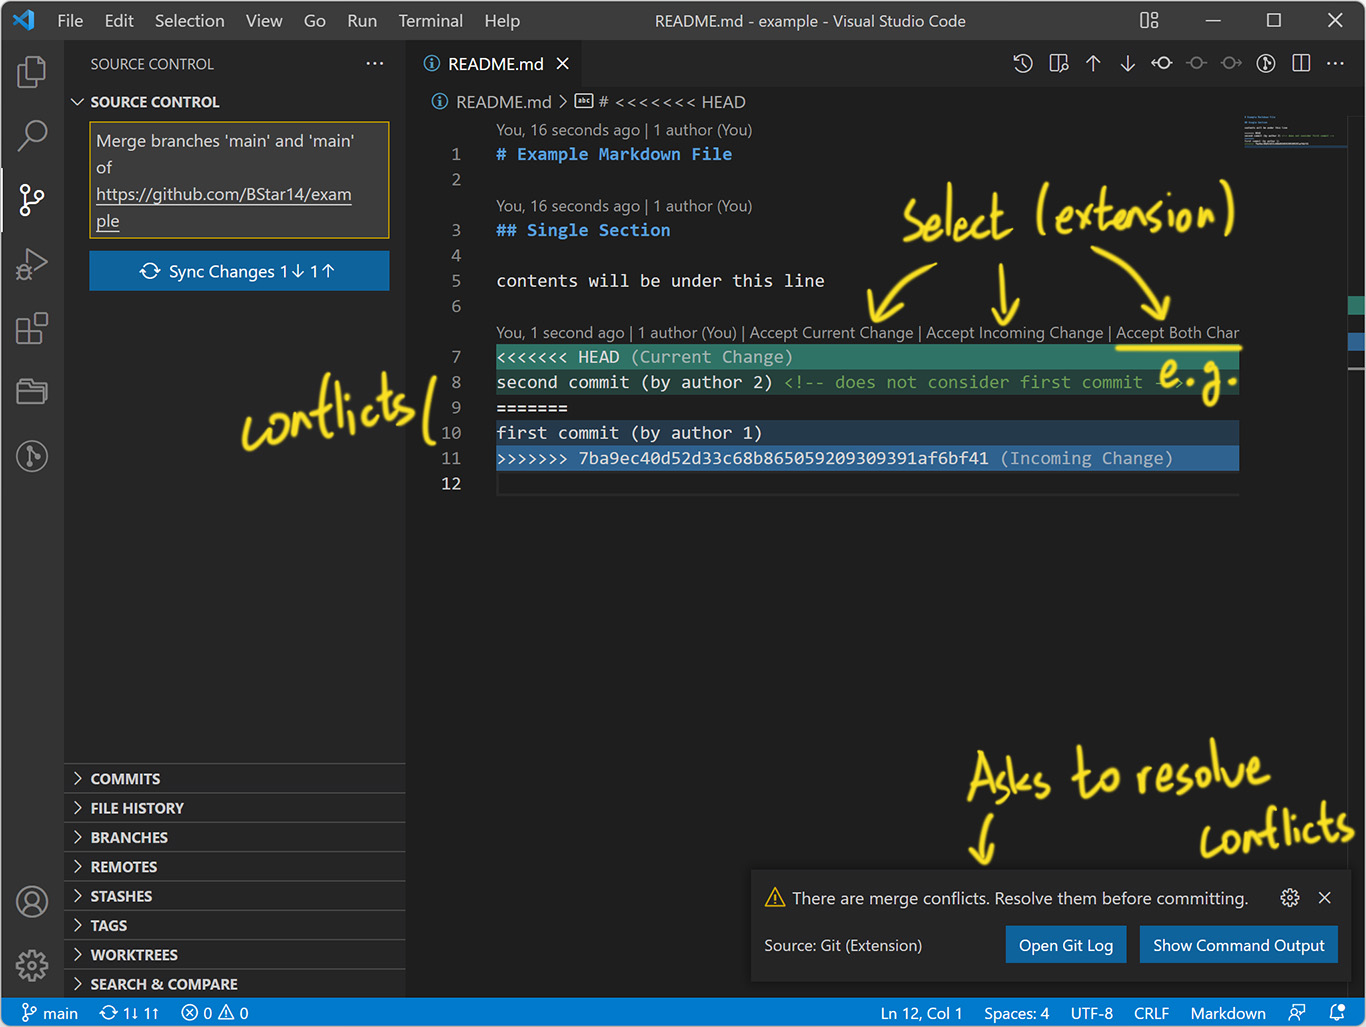 File Edit Selection View Go Run Terminal Help README.md - example - Visual Studio Code
SOURCE CONTROL
SOURCE CONTROL
Merge branches 'main' and 'main'
of
https://github.com/BStar14/exam
ple
Sync Changes 1↓ 1↑
COMMITS
FILE HISTORY
BRANCHES
REMOTES
STASHES
TAGS
WORKTREES
SEARCH & COMPARE
README.md
README.md > abc # <<<<<<< HEAD
You, 16 seconds ago | 1 author (You)
1 # Example Markdown File
2
You, 16 seconds ago | 1 author (You)
3 ## Single Section
4
5 contents will be under this line
6
select (extension)
You, 1 second ago | 1 author (You) | Accept Current Change | Accept Incoming Change | Accept Both Char
7 <<<<<<< HEAD (Current Change)
8 second commit (by author 2) <!-- does not consider first commit -->
e.g.
conflicts
9 =======
10 first commit (by author 1)
11 >>>>>>> 7ba9ec40d52d33c68b865059209309391af6bf41 (Incoming Change)
12
Asks to resolve
conflicts
There are merge conflicts. Resolve them before committing.
Source: Git (Extension) Open Git Log Show Command Output
main 1↓ 1↑ 0 0 Ln 12, Col 1 Spaces: 4 UTF-8 CRLF Markdown